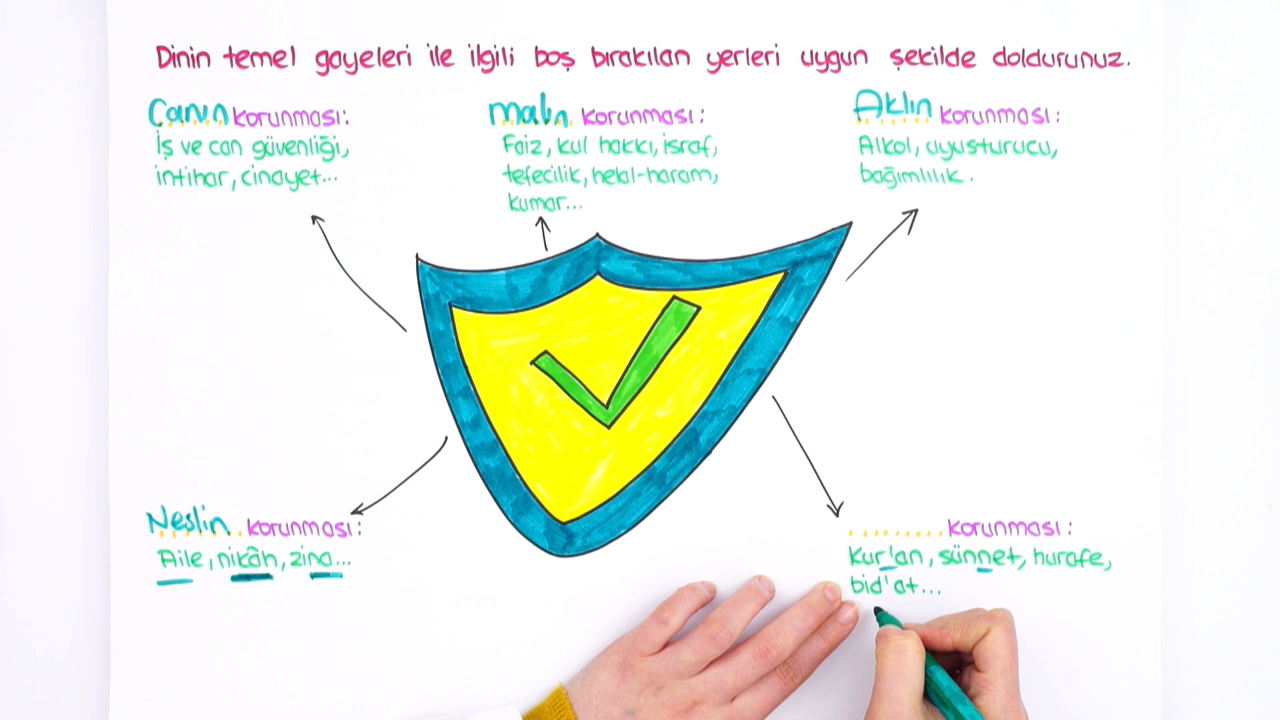 Dinin temel gayeleri ile ilgili boş bırakılan yerleri uygun şekilde doldurunuz.
Canın korunması:
İş ve can güvenliği,
intihar, cinayet...
Malın korunması:
Faiz, kul hakkı, israf,
tefecilik, helal-haram,
kumar...
Aklın korunması:
Alkol, uyuşturucu,
bağımlılık.
Neslin korunması:
Aile, nikâh, zina...
......... korunması:
Kur'an, sünnet, hurafe,
bid'at...